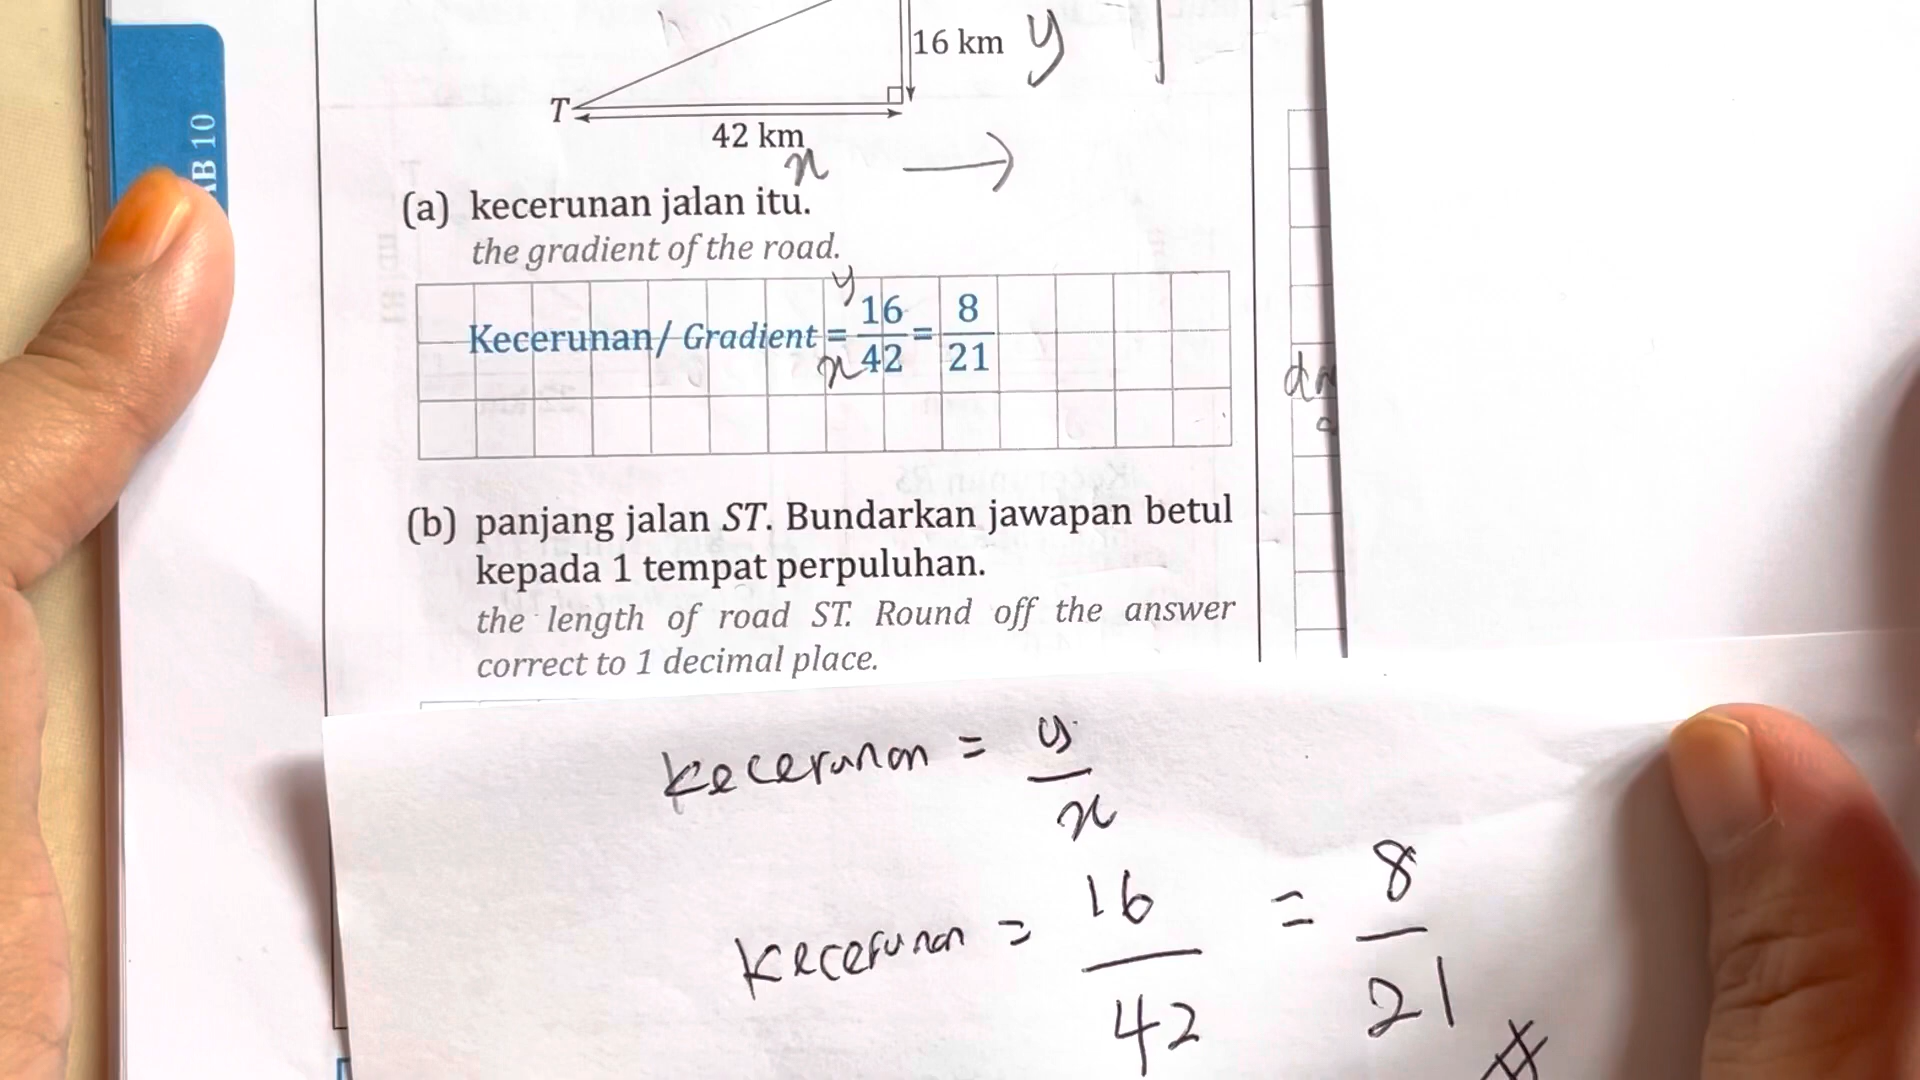 16 km y
T
42 km
x
AB 10
(a) kecerunan jalan itu.
the gradient of the road.
y
Kecerunan/ Gradient = 16/42 = 8/21
x
(b) panjang jalan ST. Bundarkan jawapan betul
kepada 1 tempat perpuluhan.
the length of road ST. Round off the answer
correct to 1 decimal place.
kecerunan = y/x
kecerunan = 16/42 = 8/21 #